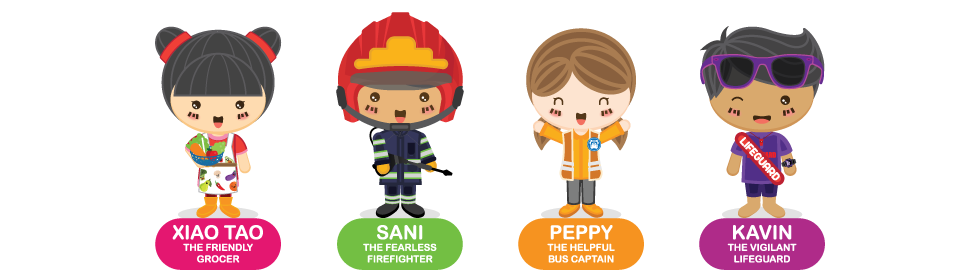 LIFEGUARD
XIAO TAO
THE FRIENDLY
GROCER
SANI
THE FEARLESS
FIREFIGHTER
PEPPY
THE HELPFUL
BUS CAPTAIN
KAVIN
THE VIGILANT
LIFEGUARD